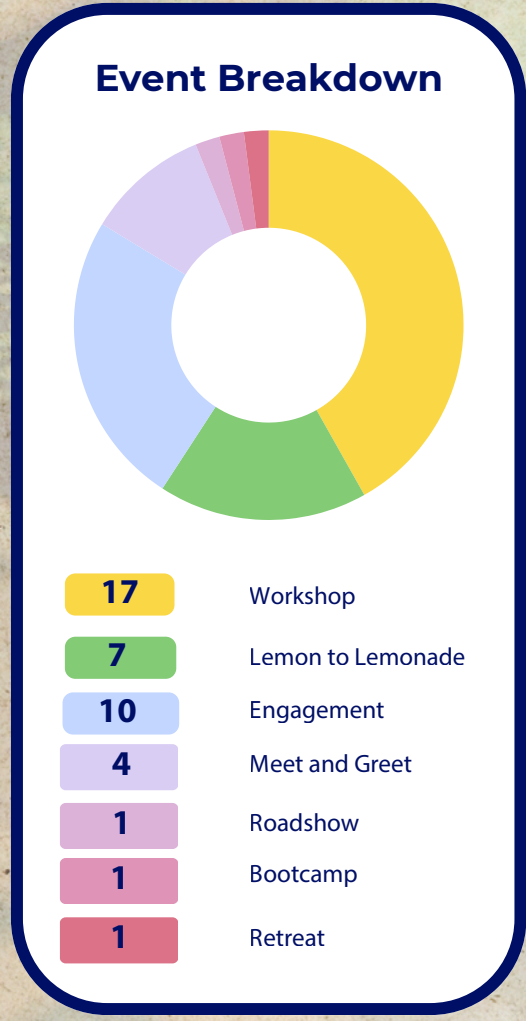 Event Breakdown
17 Workshop
7 Lemon to Lemonade
10 Engagement
4 Meet and Greet
1 Roadshow
1 Bootcamp
1 Retreat